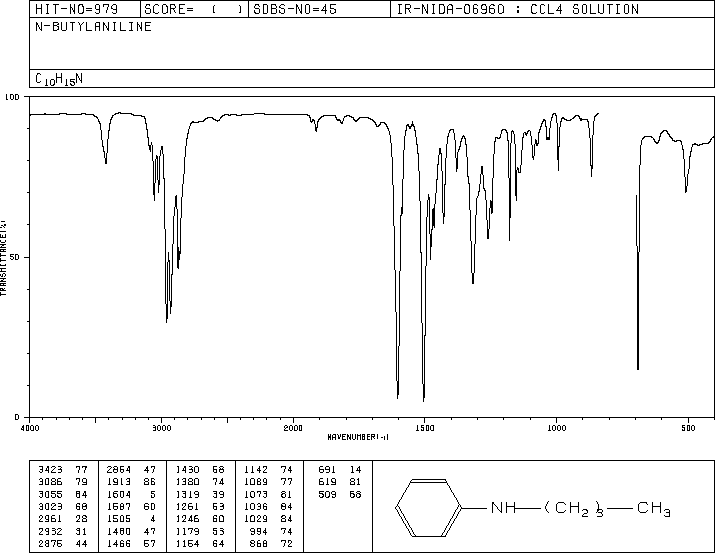 HIT-NO=979 SCORE= ( ) SDBS-NO=45 IR-NIDA-06960 : CCL4 SOLUTION
N-BUTYLANILINE
C10H15N
100
50
0
TRANSMITTANCE(%)
4000 3000 2000 1500 1000 500
WAVENUMBER(-1)
3423 77 2864 47 1430 58 1142 74 691 14
3086 79 1913 86 1380 74 1089 77 619 81
3055 64 1604 5 1319 39 1073 81 509 68
3023 68 1587 60 1261 53 1036 84
2961 28 1505 4 1246 60 1029 84
2932 31 1480 47 1179 53 994 74
2875 44 1466 57 1154 64 868 72
NH—(CH2)3—CH3